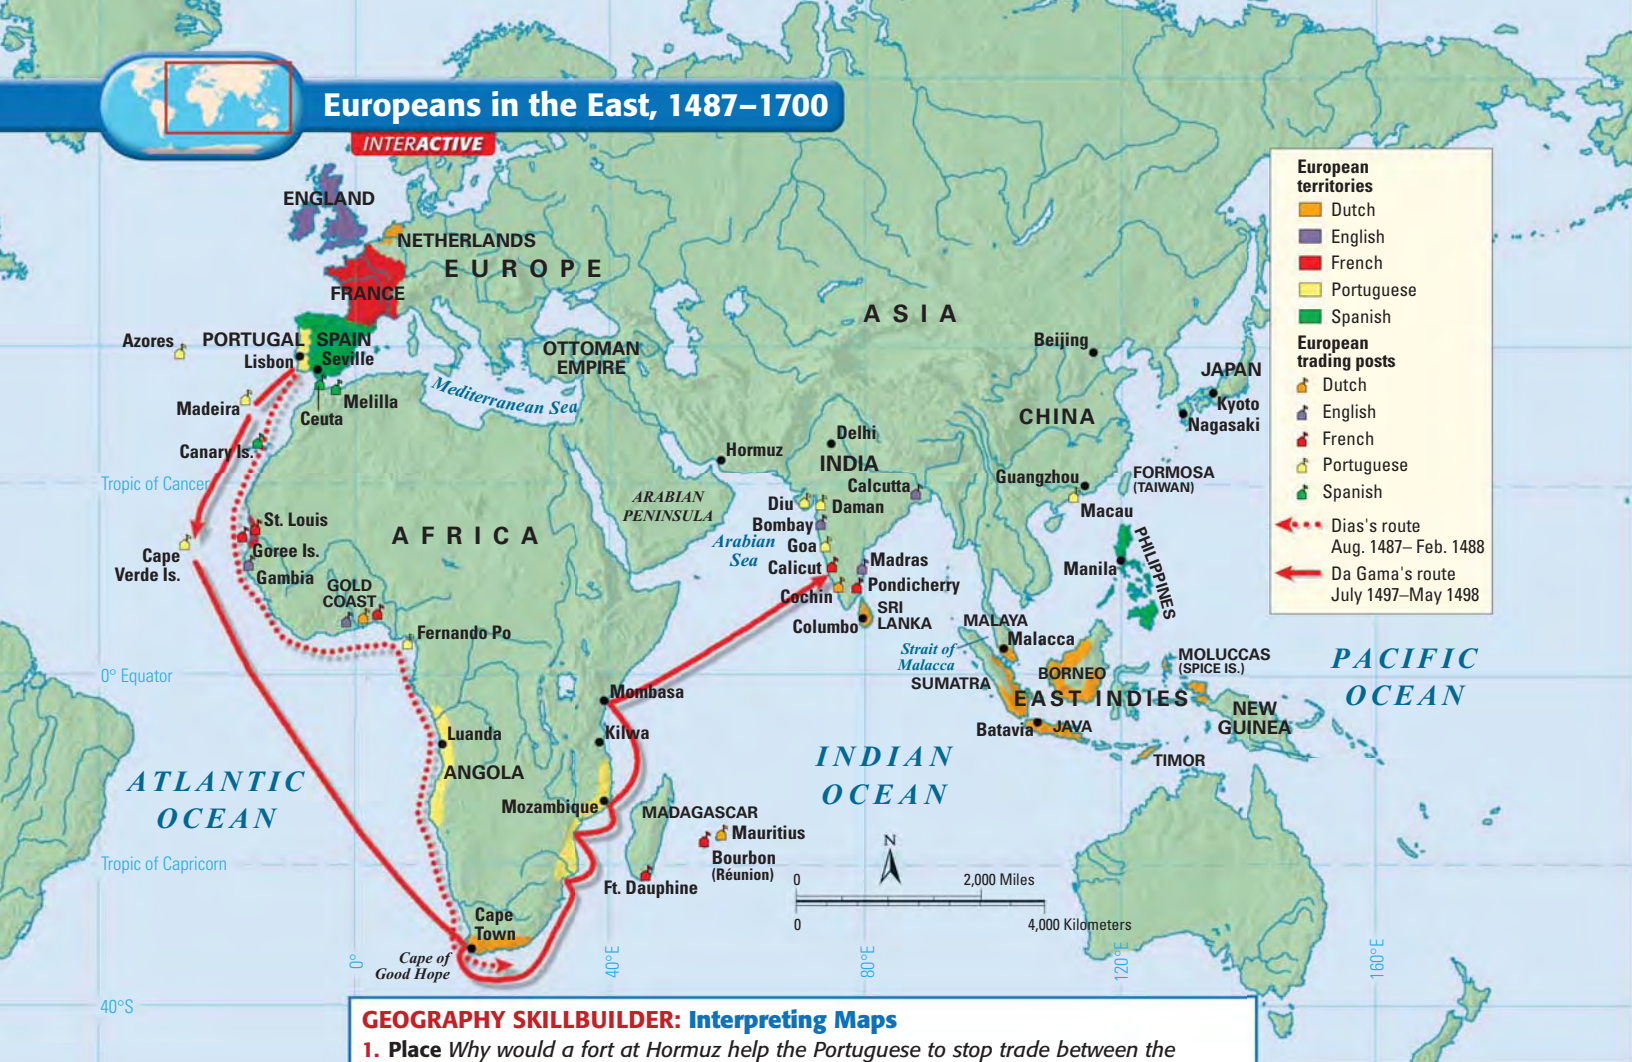 Europeans in the East, 1487–1700
INTERACTIVE
European
territories
Dutch
English
French
Portuguese
Spanish
European
trading posts
Dutch
English
French
Portuguese
Spanish
Dias's route
Aug. 1487– Feb. 1488
Da Gama's route
July 1497–May 1498
ENGLAND
NETHERLANDS
EUROPE
FRANCE
ASIA
Azores
PORTUGAL
SPAIN
Lisbon
Seville
OTTOMAN
EMPIRE
Beijing
JAPAN
Kyoto
Nagasaki
Mediterranean Sea
Madeira
Melilla
Ceuta
CHINA
Canary Is.
Delhi
Hormuz
INDIA
Tropic of Cancer
Calcutta
Guangzhou
FORMOSA
(TAIWAN)
ARABIAN
PENINSULA
Diu
Daman
Macau
St. Louis
AFRICA
Bombay
Arabian
Sea
Goa
Goree Is.
Cape
Verde Is.
Calicut
Madras
Manila
PHILIPPINES
Gambia
GOLD
COAST
Cochin
Pondicherry
SRI
LANKA
Columbo
MALAYA
Fernando Po
Malacca
Strait of
Malacca
MOLUCCAS
(SPICE IS.)
PACIFIC
OCEAN
0° Equator
SUMATRA
BORNEO
EAST INDIES
Mombasa
NEW
GUINEA
Luanda
Kilwa
Batavia
JAVA
ANGOLA
INDIAN
OCEAN
TIMOR
ATLANTIC
OCEAN
Mozambique
MADAGASCAR
Mauritius
Bourbon
(Réunion)
Tropic of Capricorn
Ft. Dauphine
N
0
2,000 Miles
0
4,000 Kilometers
Cape
Town
Cape of
Good Hope
0°
40°E
80°E
120°E
160°E
40°S
GEOGRAPHY SKILLBUILDER: Interpreting Maps
1. Place Why would a fort at Hormuz help the Portuguese to stop trade between the